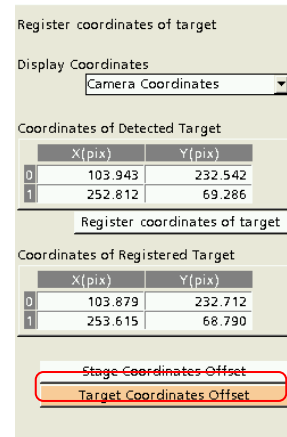 Register coordinates of target
Display Coordinates
Camera Coordinates
Coordinates of Detected Target
X(pix) Y(pix)
0 103.943 232.542
1 252.812 69.286
Register coordinates of target
Coordinates of Registered Target
X(pix) Y(pix)
0 103.879 232.712
1 253.615 68.790
Stage Coordinates Offset
Target Coordinates Offset